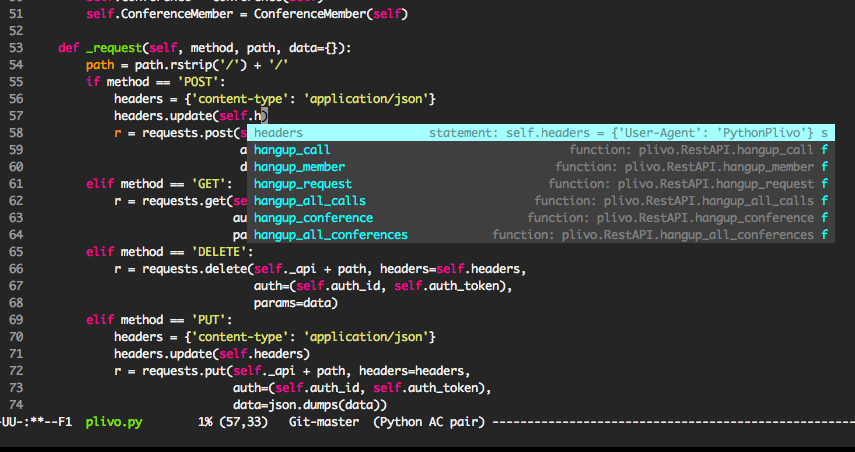 51          self.ConferenceMember = ConferenceMember(self)
52
53      def _request(self, method, path, data={}):
54          path = path.rstrip('/') + '/'
55          if method == 'POST':
56              headers = {'content-type': 'application/json'}
57              headers.update(self.h
58              r = requests.post(s headers statement: self.headers = {'User-Agent': 'PythonPlivo'} s
59                                a hangup_call function: plivo.RestAPI.hangup_call f
60                                d hangup_member function: plivo.RestAPI.hangup_member f
61          elif method == 'GET': hangup_request function: plivo.RestAPI.hangup_request f
62              r = requests.get(se hangup_all_calls function: plivo.RestAPI.hangup_all_calls f
63                               au hangup_conference function: plivo.RestAPI.hangup_conference f
64                               pa hangup_all_conferences function: plivo.RestAPI.hangup_all_conferences f
65          elif method == 'DELETE':
66              r = requests.delete(self._api + path, headers=self.headers,
67                                  auth=(self.auth_id, self.auth_token),
68                                  params=data)
69          elif method == 'PUT':
70              headers = {'content-type': 'application/json'}
71              headers.update(self.headers)
72              r = requests.put(self._api + path, headers=headers,
73                               auth=(self.auth_id, self.auth_token),
74                               data=json.dumps(data))
-UU-:**--F1  plivo.py        1% (57,33)   Git-master  (Python AC pair) ----------------------------------------------------